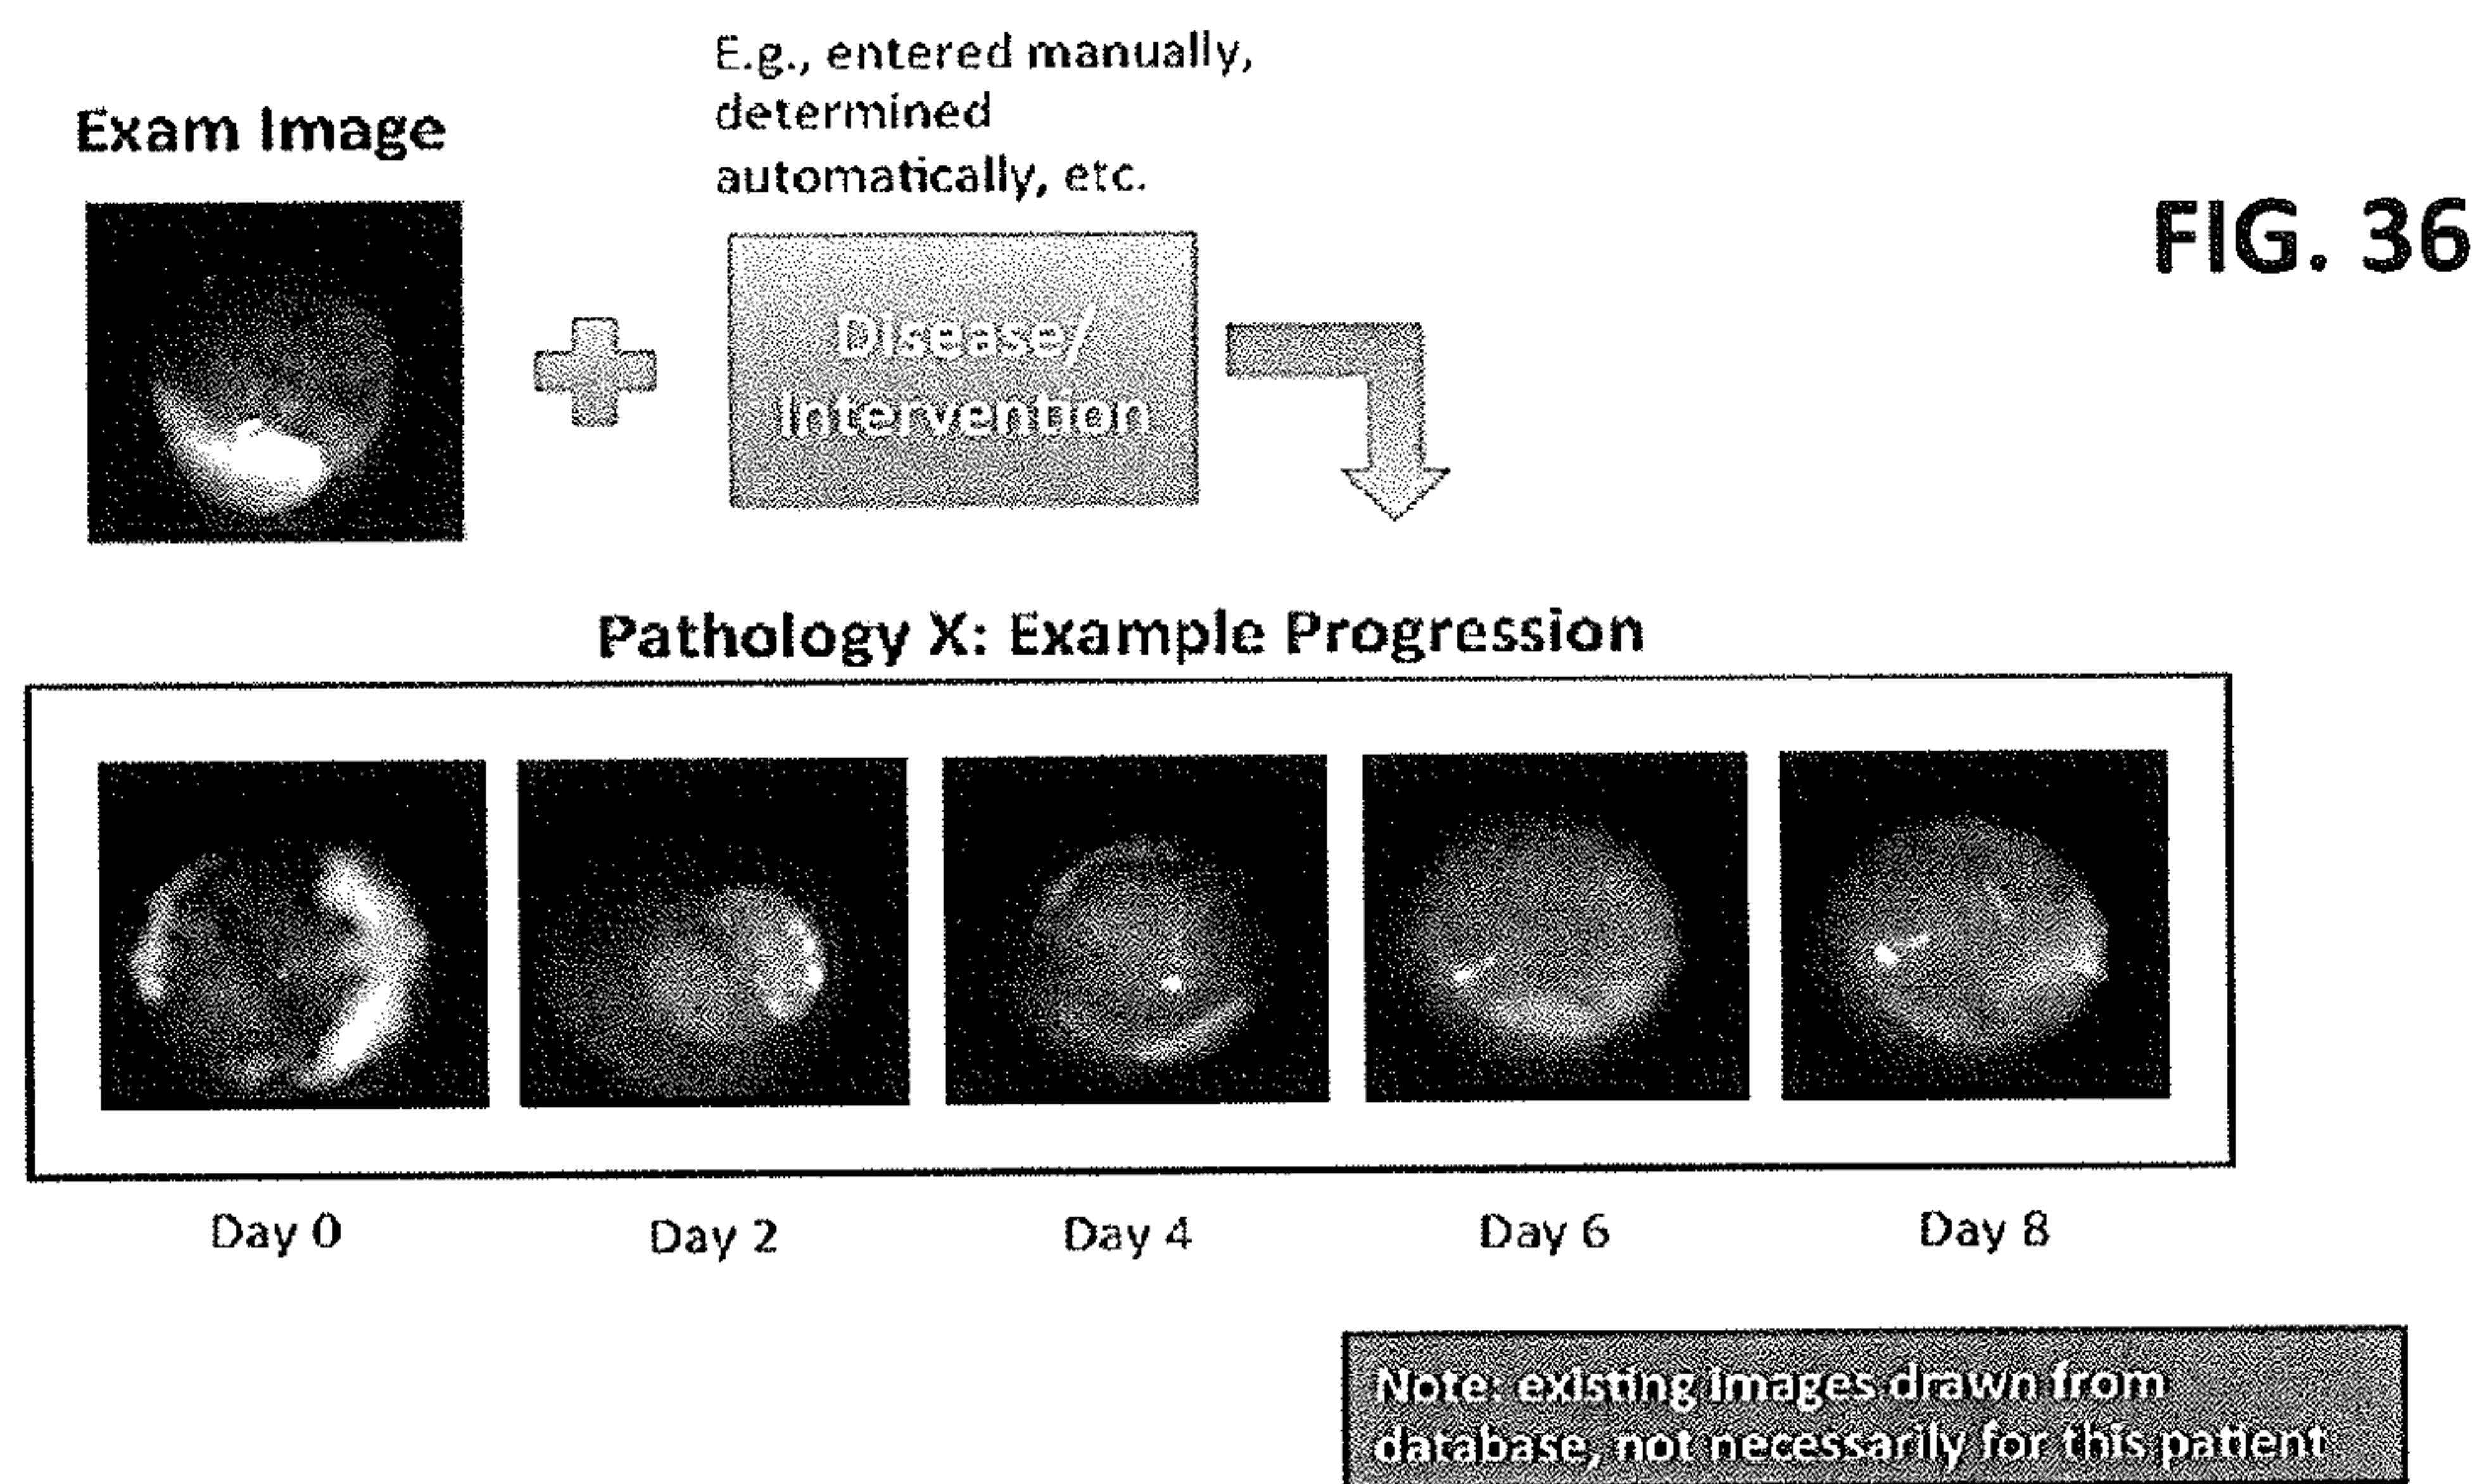 E.g., entered manually,
determined
automatically, etc.
Exam Image
FIG. 36
Disease/
Intervention
Pathology X: Example Progression
Day 0
Day 2
Day 4
Day 6
Day 8
Note: existing images drawn from
database, not necessarily for this patient